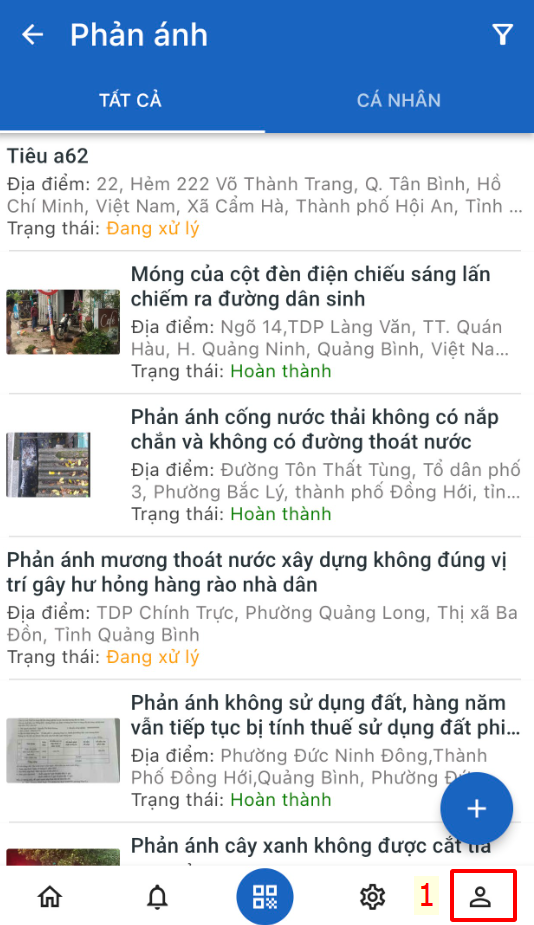 Phản ánh
TẤT CẢ
CÁ NHÂN
Tiêu a62
Địa điểm: 22, Hẻm 222 Võ Thành Trang, Q. Tân Bình, Hồ
Chí Minh, Việt Nam, Xã Cẩm Hà, Thành phố Hội An, Tỉnh ...
Trạng thái: Đang xử lý
Móng của cột đèn điện chiếu sáng lấn
chiếm ra đường dân sinh
Địa điểm: Ngõ 14,TDP Làng Văn, TT. Quán
Hàu, H. Quảng Ninh, Quảng Bình, Việt Na...
Trạng thái: Hoàn thành
Phản ánh cống nước thải không có nắp
chắn và không có đường thoát nước
Địa điểm: Đường Tôn Thất Tùng, Tổ dân phố
3, Phường Bắc Lý, thành phố Đồng Hới, tỉn...
Trạng thái: Hoàn thành
Phản ánh mương thoát nước xây dựng không đúng vị
trí gây hư hỏng hàng rào nhà dân
Địa điểm: TDP Chính Trực, Phường Quảng Long, Thị xã Ba
Đồn, Tỉnh Quảng Bình
Trạng thái: Đang xử lý
Phản ánh không sử dụng đất, hàng năm
vẫn tiếp tục bị tính thuế sử dụng đất phi...
Địa điểm: Phường Đức Ninh Đông,Thành
Phố Đồng Hới,Quảng Bình, Phường
Trạng thái: Hoàn thành
Phản ánh cây xanh không được cắt tỉa
1